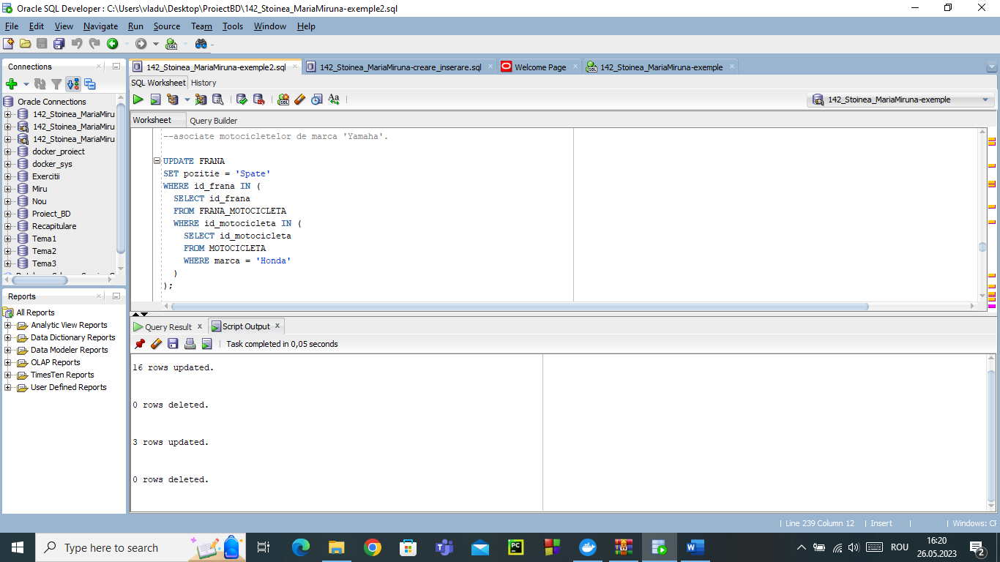 Oracle SQL Developer : C:\Users\vladu\Desktop\ProiectBD\142_Stoinea_MariaMiruna-exemple2.sql
File Edit View Navigate Run Source Team Tools Window Help
Connections
Oracle Connections
142_Stoinea_MariaMiru
142_Stoinea_MariaMiru
142_Stoinea_MariaMiru
docker_proiect
docker_sys
Exercitii
Miru
Nou
Proiect_BD
Recapitulare
Tema1
Tema2
Tema3
Reports
All Reports
Analytic View Reports
Data Dictionary Reports
Data Modeler Reports
OLAP Reports
TimesTen Reports
User Defined Reports
142_Stoinea_MariaMiruna-exemple2.sql
142_Stoinea_MariaMiruna-creare_inserare.sql
Welcome Page
142_Stoinea_MariaMiruna-exemple
SQL Worksheet History
142_Stoinea_MariaMiruna-exemple
Worksheet Query Builder
--asociate motocicletelor de marca 'Yamaha'.
UPDATE FRANA
SET pozitie = 'Spate'
WHERE id_frana IN (
SELECT id_frana
FROM FRANA_MOTOCICLETA
WHERE id_motocicleta IN (
SELECT id_motocicleta
FROM MOTOCICLETA
WHERE marca = 'Honda'
)
);
Query Result Script Output
Task completed in 0,05 seconds
16 rows updated.
0 rows deleted.
3 rows updated.
0 rows deleted.
Line 239 Column 12 Insert Windows: CF
Type here to search
ROU
16:20
26.05.2023
2